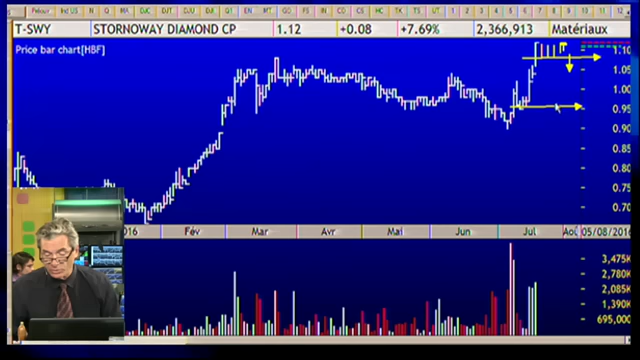 T-SWY STORNOWAY DIAMOND CP 1.12 +0.08 +7.69% 2,366,913 Matériaux
Price bar chart[HBF]
1.10
1.05
1.00
0.95
0.90
0.85
0.80
0.75
0.70
016 Fév Mar Avr Mai Jun Jul Aoû 05/08/2016
3,475K
2,780K
2,085K
1,390K
695,000